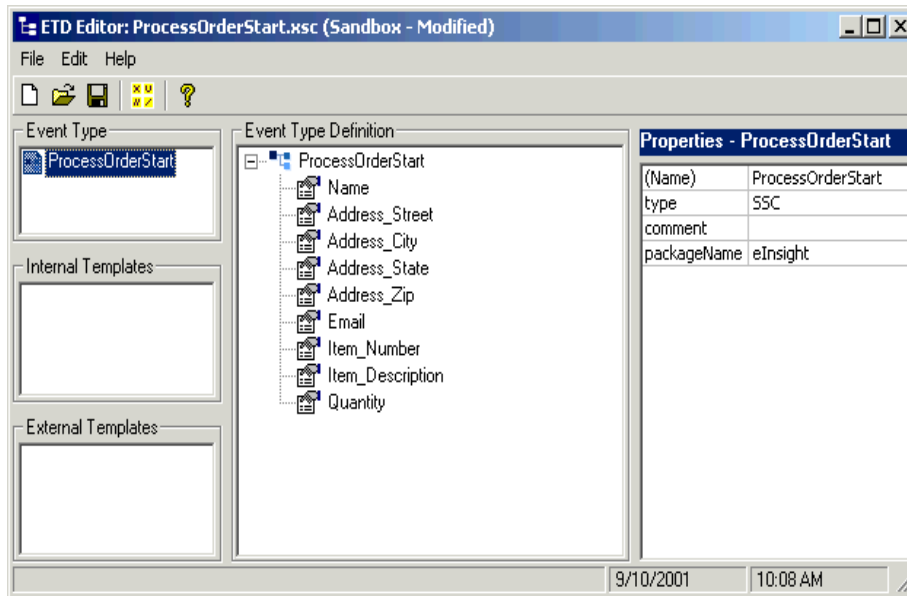 ETD Editor: ProcessOrderStart.xsc (Sandbox - Modified)
File Edit Help
Event Type
ProcessOrderStart
Internal Templates
External Templates
Event Type Definition
ProcessOrderStart
Name
Address_Street
Address_City
Address_State
Address_Zip
Email
Item_Number
Item_Description
Quantity
Properties - ProcessOrderStart
(Name) ProcessOrderStart
type SSC
comment
packageName eInsight
9/10/2001 10:08 AM